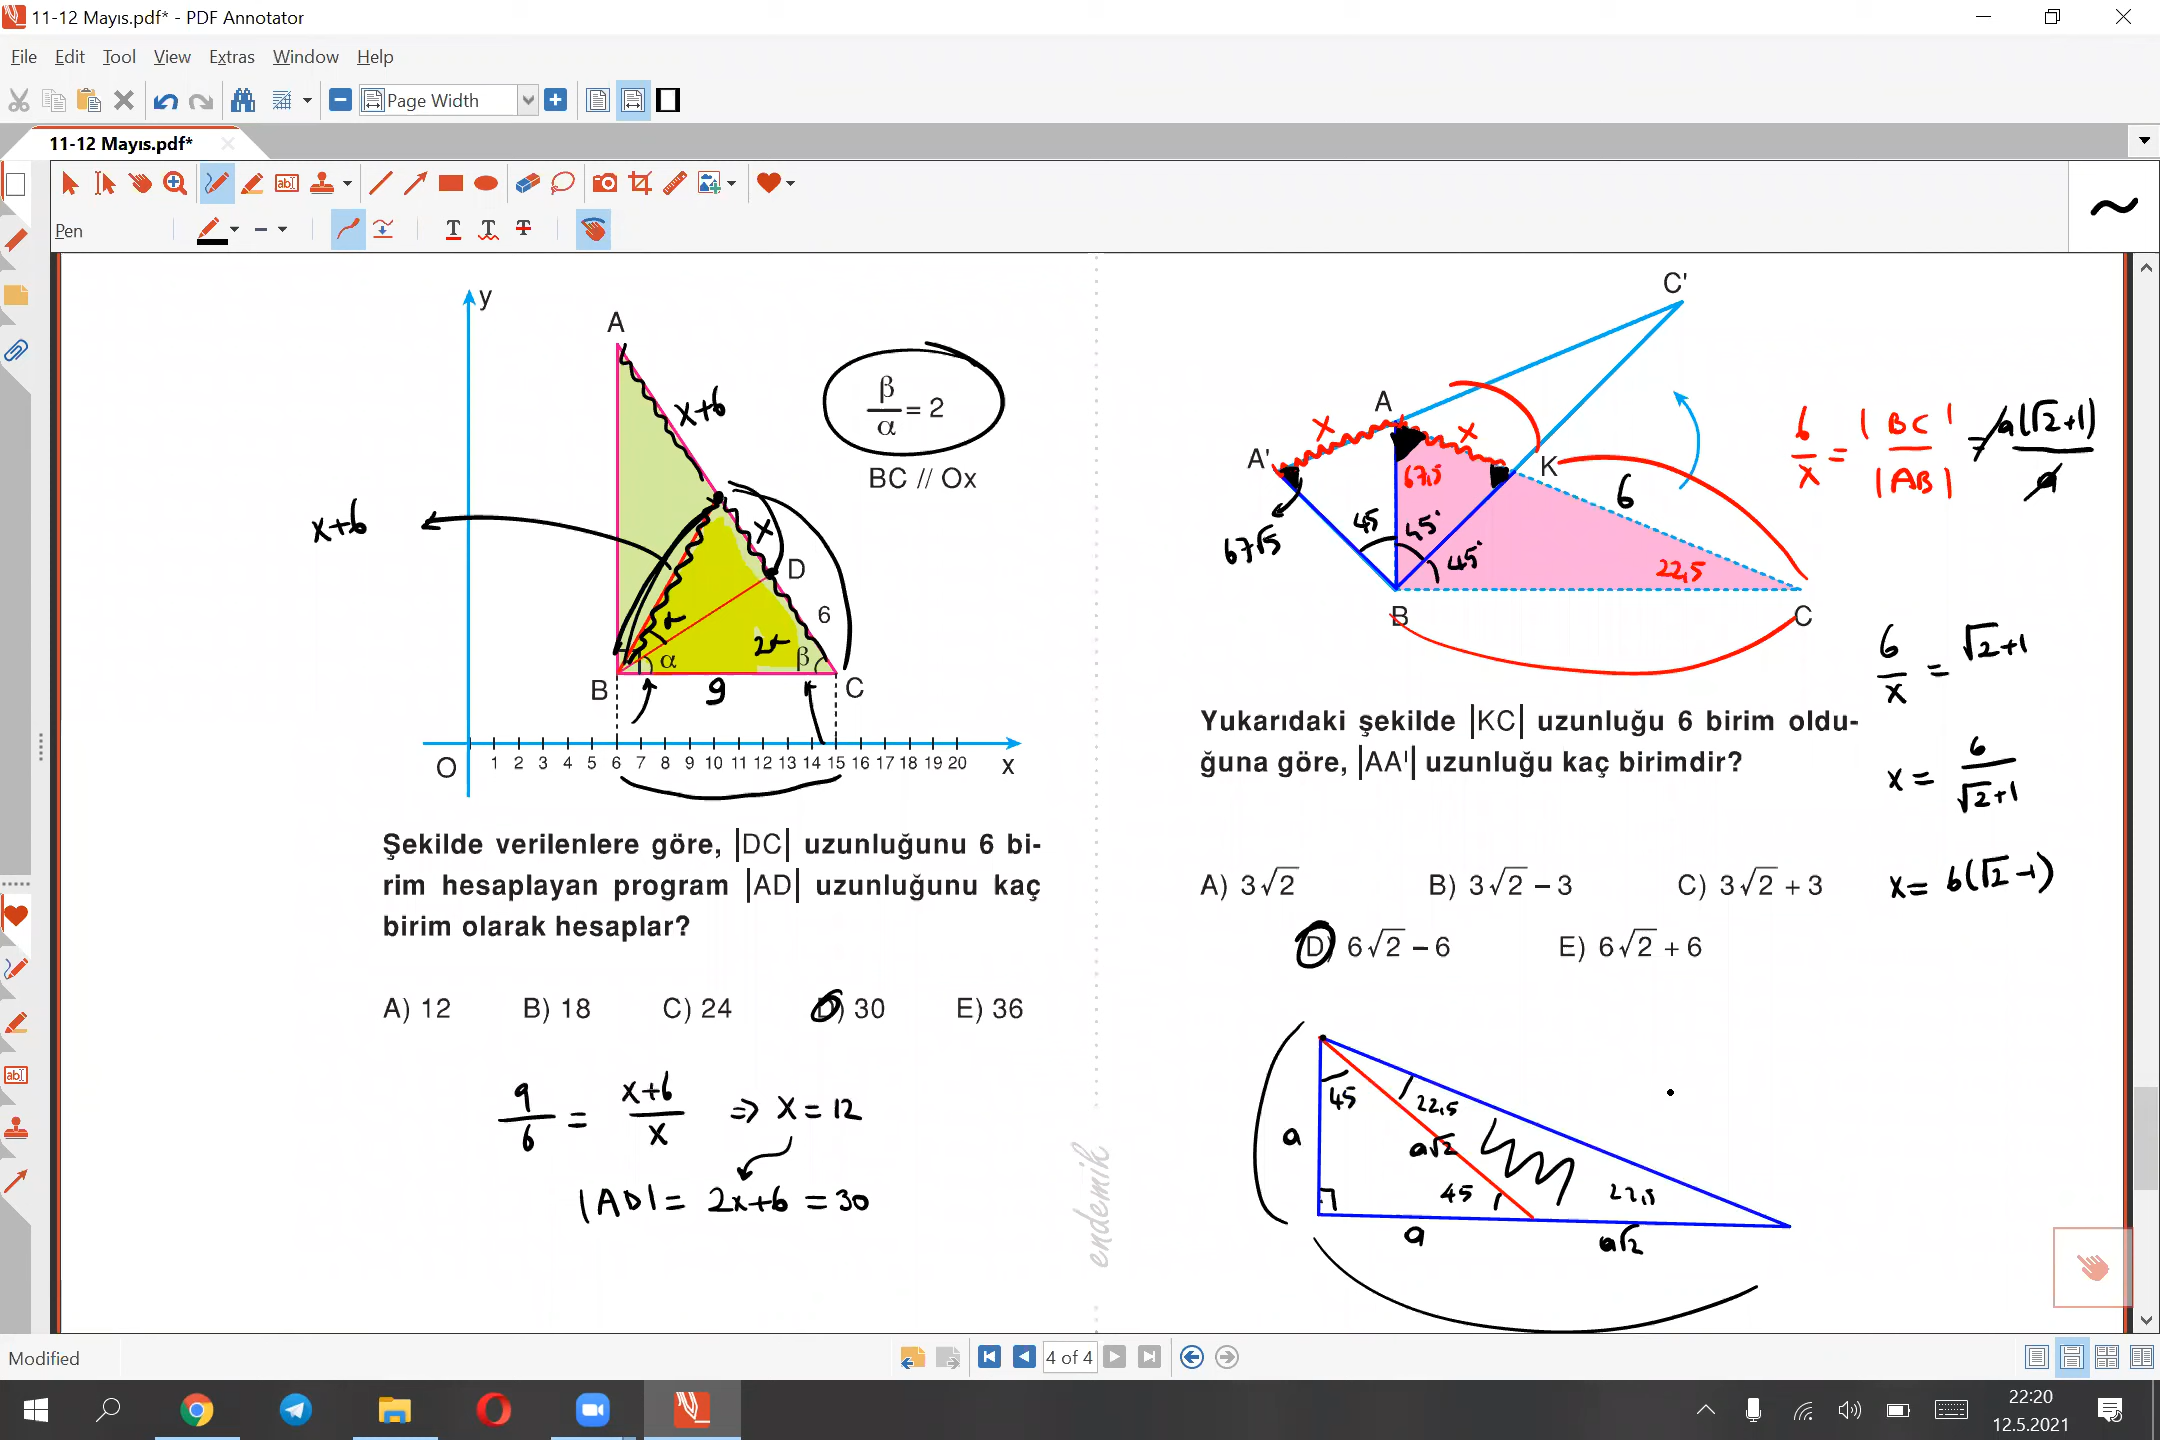 11-12 Mayıs.pdf* - PDF Annotator
File Edit Tool View Extras Window Help
Page Width
11-12 Mayıs.pdf*
Pen
y
A
x+6
β/α = 2
BC // Ox
x+6
x
D
6
α
α
2α
β
B
9
C
O 1 2 3 4 5 6 7 8 9 10 11 12 13 14 15 16 17 18 19 20 x
Şekilde verilenlere göre, |DC| uzunluğunu 6 bi-
rim hesaplayan program |AD| uzunluğunu kaç
birim olarak hesaplar?
A) 12 B) 18 C) 24 D) 30 E) 36
9/6 = x+6/x ⇒ x = 12
|AD| = 2x+6 = 30
endemik
C'
A
A'
x
x
K
67,5
6
45
45°
45°
67√5
22,5
B
C
6/x = |BC|/|AB| = a(√2+1)/a
6/x = √2+1
x = 6/√2+1
x = 6(√2-1)
Yukarıdaki şekilde |KC| uzunluğu 6 birim oldu-
ğuna göre, |AA'| uzunluğu kaç birimdir?
A) 3√2 B) 3√2 – 3 C) 3√2 + 3
D) 6√2 – 6 E) 6√2 + 6
45
22,5
a
a√2
45
22,5
a
a√2
Modified
4 of 4
22:20
12.5.2021